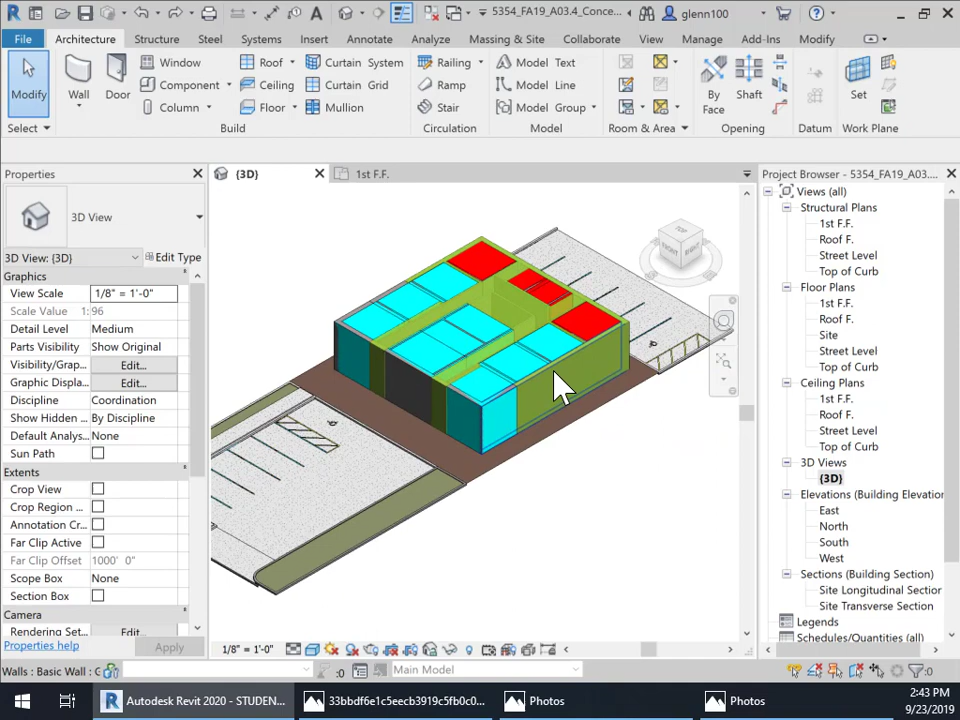 5354_FA19_A03.4_Conce...
glenn100
File
Architecture
Structure
Steel
Systems
Insert
Annotate
Analyze
Massing & Site
Collaborate
View
Manage
Add-Ins
Modify
Modify
Wall
Door
Window
Component
Column
Roof
Ceiling
Floor
Curtain System
Curtain Grid
Mullion
Railing
Ramp
Stair
Model Text
Model Line
Model Group
By Face
Shaft
Set
Select
Build
Circulation
Model
Room & Area
Opening
Datum
Work Plane
Properties
{3D}
1st F.F.
Project Browser - 5354_FA19_A03....
3D View
3D View: {3D}
Edit Type
Graphics
View Scale 1/8" = 1'-0"
Scale Value 1: 96
Detail Level Medium
Parts Visibility Show Original
Visibility/Grap... Edit...
Graphic Displa... Edit...
Discipline Coordination
Show Hidden ... By Discipline
Default Analys... None
Sun Path
Extents
Crop View
Crop Region ...
Annotation Cr...
Far Clip Active
Far Clip Offset 1000' 0"
Scope Box None
Section Box
Camera
Rendering Set... Edit...
Properties help
Apply
TOP
FRONT
RIGHT
Views (all)
Structural Plans
1st F.F.
Roof F.
Street Level
Top of Curb
Floor Plans
1st F.F.
Roof F.
Site
Street Level
Top of Curb
Ceiling Plans
1st F.F.
Roof F.
Street Level
Top of Curb
3D Views
{3D}
Elevations (Building Elevation
East
North
South
West
Sections (Building Section)
Site Longitudinal Section
Site Transverse Section
Legends
Schedules/Quantities (all)
1/8" = 1'-0"
Walls : Basic Wall : G
:0
Main Model
:0
Autodesk Revit 2020 - STUDEN...
33bbdf6e1c5eecb3919c5fb0c0...
Photos
Photos
2:43 PM
9/23/2019